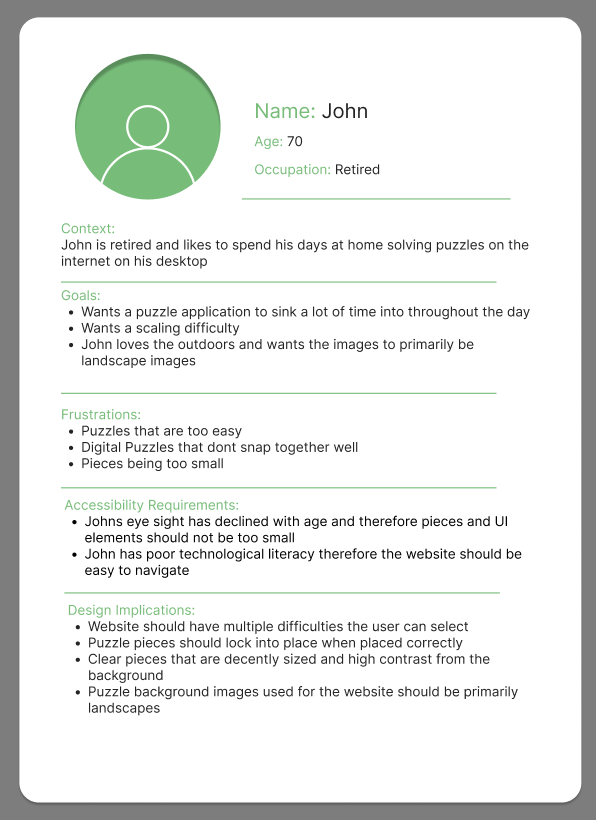 Name: John
Age: 70
Occupation: Retired
Context:
John is retired and likes to spend his days at home solving puzzles on the
internet on his desktop
Goals:
• Wants a puzzle application to sink a lot of time into throughout the day
• Wants a scaling difficulty
• John loves the outdoors and wants the images to primarily be
landscape images
Frustrations:
• Puzzles that are too easy
• Digital Puzzles that dont snap together well
• Pieces being too small
Accessibility Requirements:
• Johns eye sight has declined with age and therefore pieces and UI
elements should not be too small
• John has poor technological literacy therefore the website should be
easy to navigate
Design Implications:
• Website should have multiple difficulties the user can select
• Puzzle pieces should lock into place when placed correctly
• Clear pieces that are decently sized and high contrast from the
background
• Puzzle background images used for the website should be primarily
landscapes